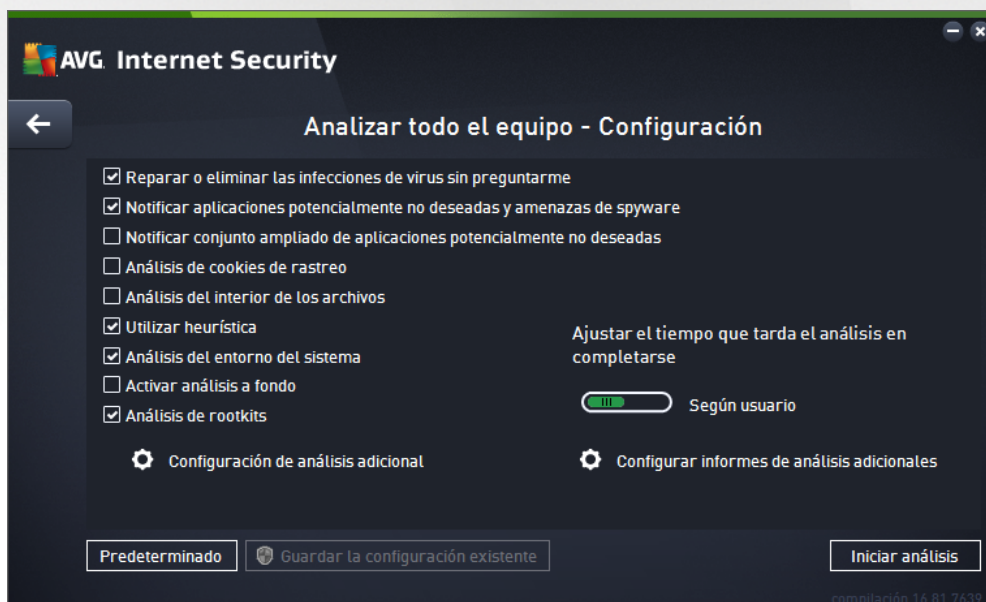 AVG Internet Security
Analizar todo el equipo - Configuración
Reparar o eliminar las infecciones de virus sin preguntarme
Notificar aplicaciones potencialmente no deseadas y amenazas de spyware
Notificar conjunto ampliado de aplicaciones potencialmente no deseadas
Análisis de cookies de rastreo
Análisis del interior de los archivos
Utilizar heurística
Análisis del entorno del sistema
Activar análisis a fondo
Análisis de rootkits
Ajustar el tiempo que tarda el análisis en
completarse
Según usuario
Configuración de análisis adicional
Configurar informes de análisis adicionales
Predeterminado
Guardar la configuración existente
Iniciar análisis
compilación 16.81.7639